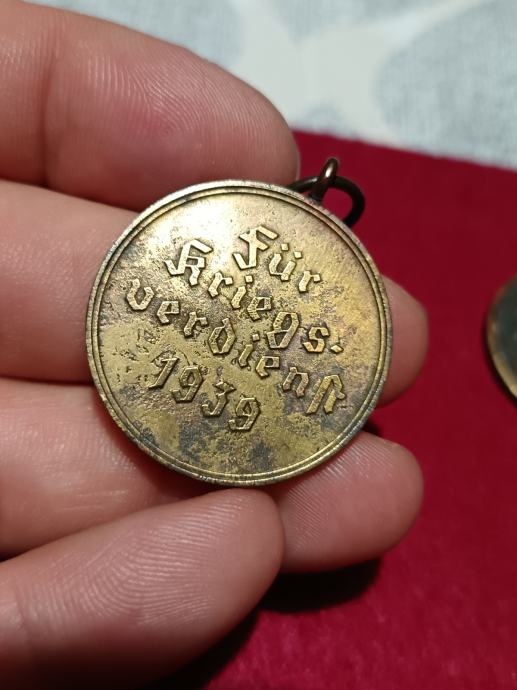 Für
Kriegs-
verdienst
1939